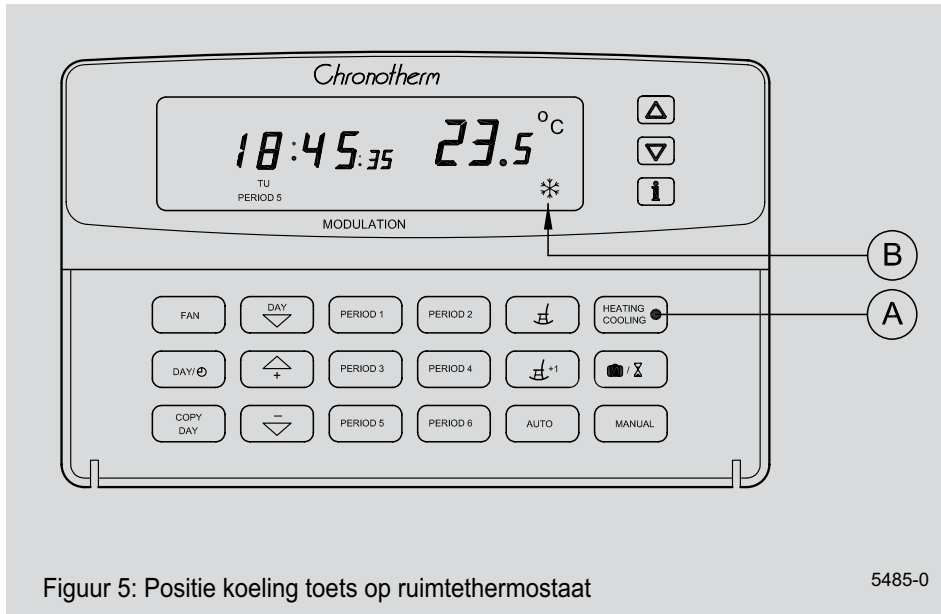 Chronotherm
18:45:35 23.5 °C
TU
PERIOD 5
MODULATION
i
B
A
FAN
DAY
PERIOD 1
PERIOD 2
HEATING
COOLING
DAY/
+
PERIOD 3
PERIOD 4
+1
/
COPY
DAY
−
PERIOD 5
PERIOD 6
AUTO
MANUAL
Figuur 5: Positie koeling toets op ruimtethermostaat
5485-0